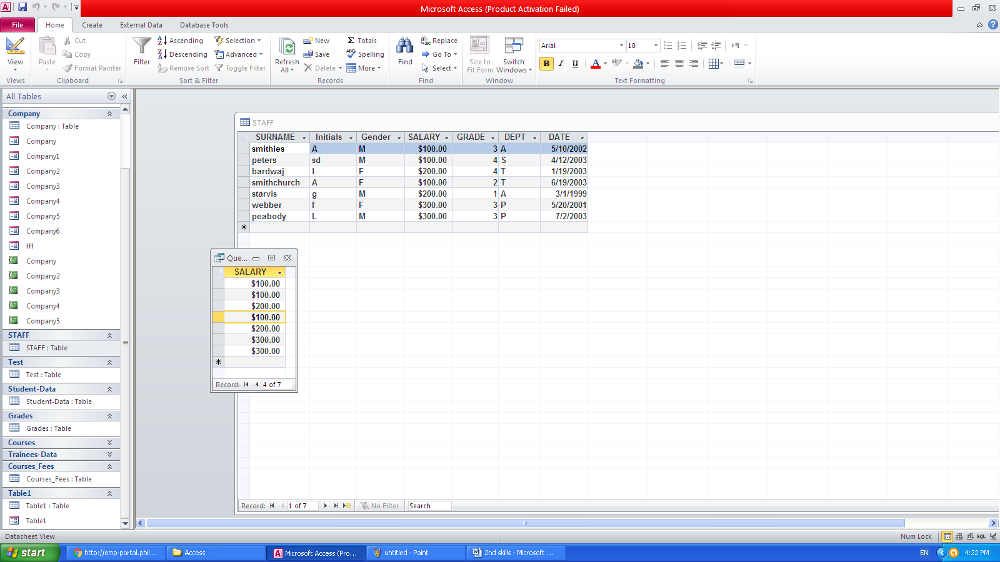 Microsoft Access (Product Activation Failed)
File Home Create External Data Database Tools
View Paste Cut Copy Format Painter Filter Ascending Descending Remove Sort Selection Advanced Toggle Filter Refresh All New Save Delete Totals Spelling More Find Replace Go To Select Size to Fit Form Switch Windows Arial 10 B I U A ab
Views Clipboard Sort & Filter Records Find Window Text Formatting
All Tables
Company
Company : Table
Company
Company1
Company2
Company3
Company4
Company5
Company6
fff
Company
Company2
Company3
Company4
Company5
STAFF
STAFF : Table
Test
Test : Table
Student-Data
Student-Data : Table
Grades
Grades : Table
Courses
Trainees-Data
Courses_Fees
Courses_Fees : Table
Table1
Table1 : Table
Table1
STAFF
SURNAME Initials Gender SALARY GRADE DEPT DATE
smithies A M $100.00 3 A 5/10/2002
peters sd M $100.00 4 S 4/12/2003
bardwaj I F $200.00 4 T 1/19/2003
smithchurch A F $100.00 2 T 6/19/2003
starvis g M $200.00 1 A 3/1/1999
webber f F $300.00 3 P 5/20/2001
peabody L M $300.00 3 P 7/2/2003
Que...
SALARY
$100.00
$100.00
$200.00
$100.00
$200.00
$300.00
$300.00
Record: 4 of 7
Record: 1 of 7 No Filter Search
Datasheet View Num Lock SQL
start http://emp-portal.phil... Access Microsoft Access (Pro... untitled - Paint 2nd skills - Microsoft ... EN 4:22 PM